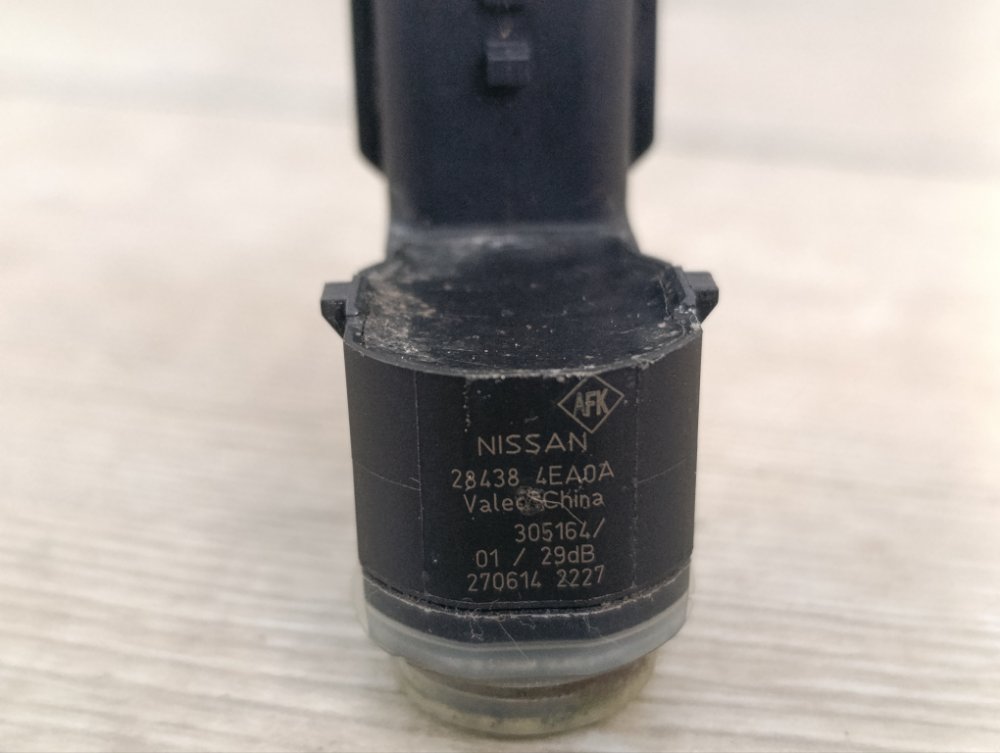 AFK
NISSAN
28438 4EA0A
Valeo China
305164/
01 / 29dB
270614 2227